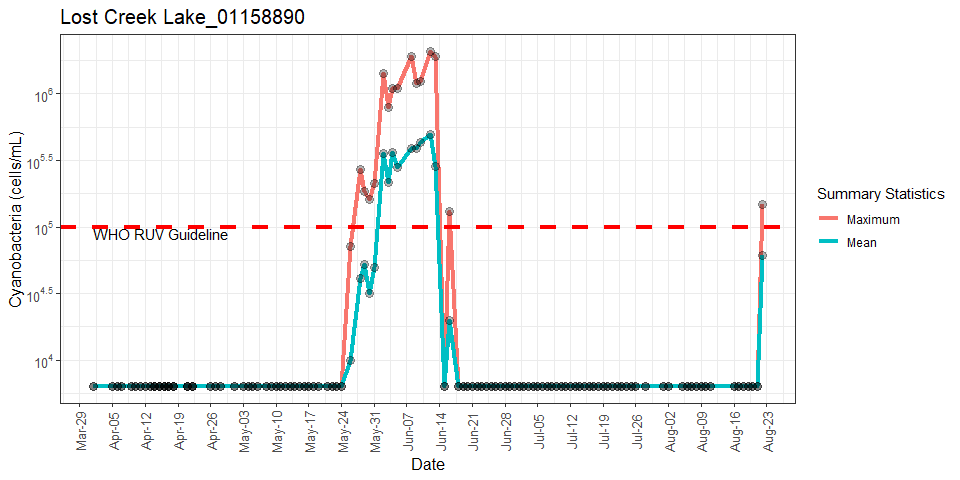 Lost Creek Lake_01158890
Cyanobacteria (cells/mL)
10^6
10^5.5
10^5
10^4.5
10^4
WHO RUV Guideline
Mar-29
Apr-05
Apr-12
Apr-19
Apr-26
May-03
May-10
May-17
May-24
May-31
Jun-07
Jun-14
Jun-21
Jun-28
Jul-05
Jul-12
Jul-19
Jul-26
Aug-02
Aug-09
Aug-16
Aug-23
Date
Summary Statistics
Maximum
Mean